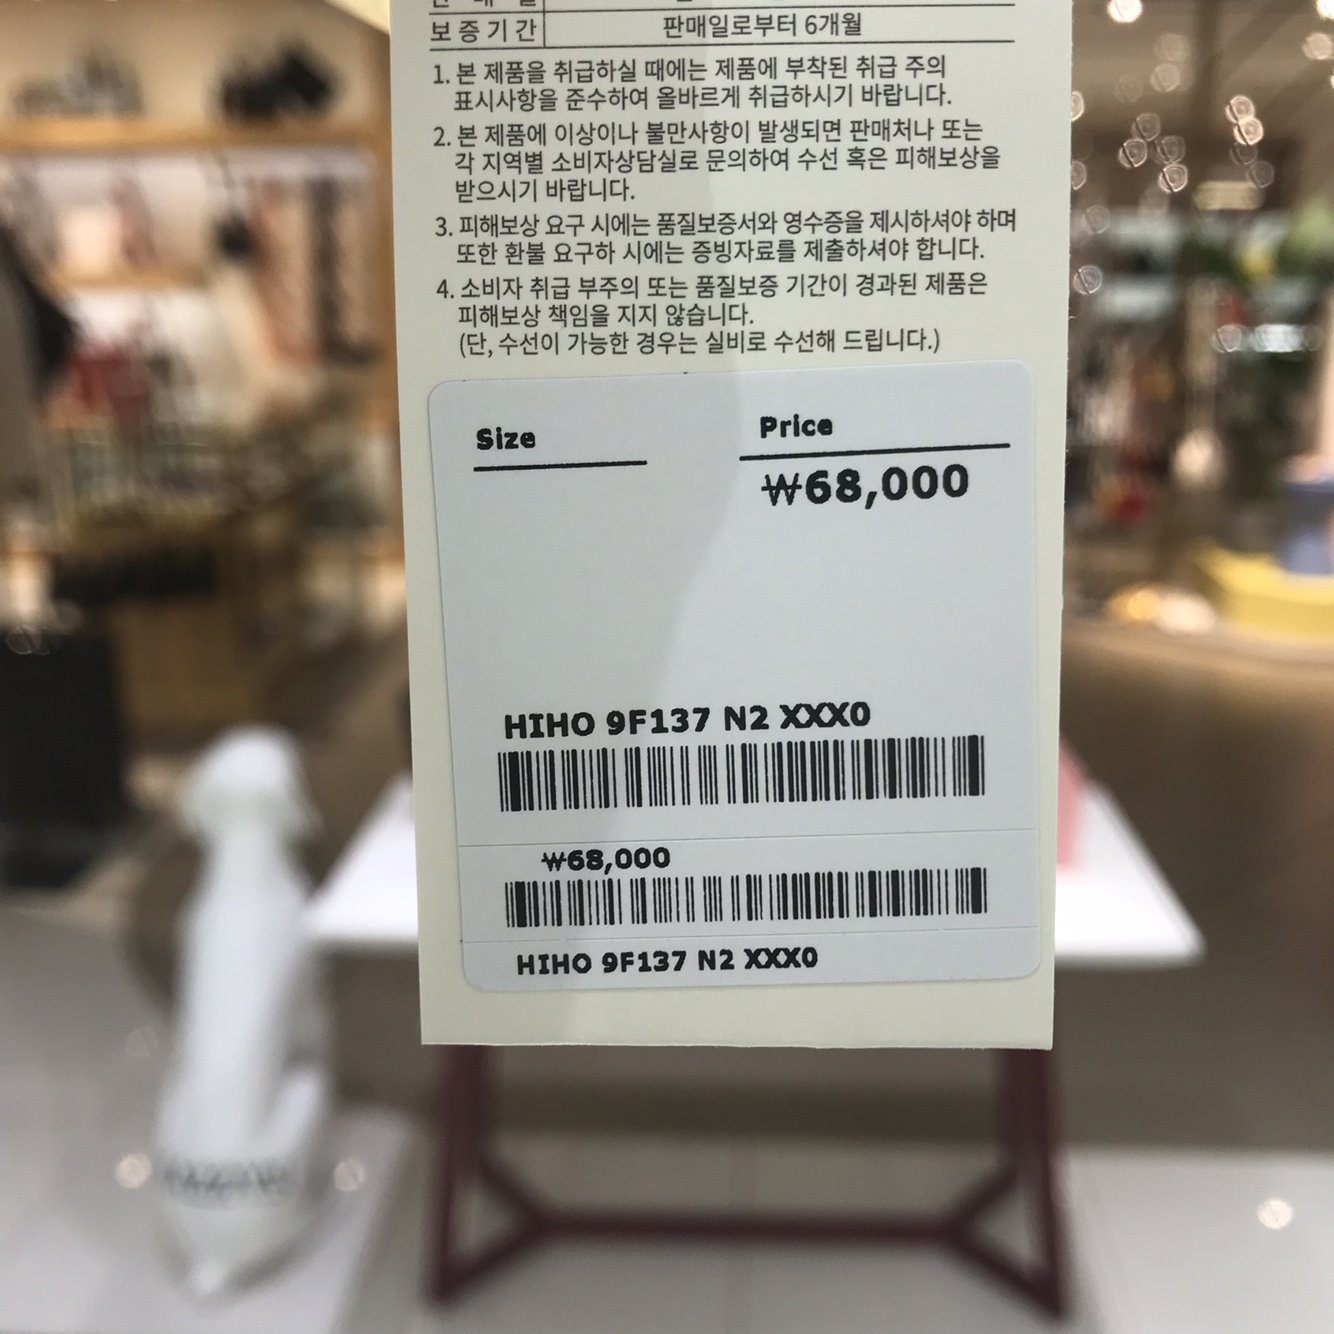 보증기간 판매일로부터 6개월
1. 본 제품을 취급하실 때에는 제품에 부착된 취급 주의
표시사항을 준수하여 올바르게 취급하시기 바랍니다.
2. 본 제품에 이상이나 불만사항이 발생되면 판매처나 또는
각 지역별 소비자상담실로 문의하여 수선 혹은 피해보상을
받으시기 바랍니다.
3. 피해보상 요구 시에는 품질보증서와 영수증을 제시하셔야 하며
또한 환불 요구하 시에는 증빙자료를 제출하셔야 합니다.
4. 소비자 취급 부주의 또는 품질보증 기간이 경과된 제품은
피해보상 책임을 지지 않습니다.
(단, 수선이 가능한 경우는 실비로 수선해 드립니다.)
Size Price
₩68,000
HIHO 9F137 N2 XXX0
₩68,000
HIHO 9F137 N2 XXX0